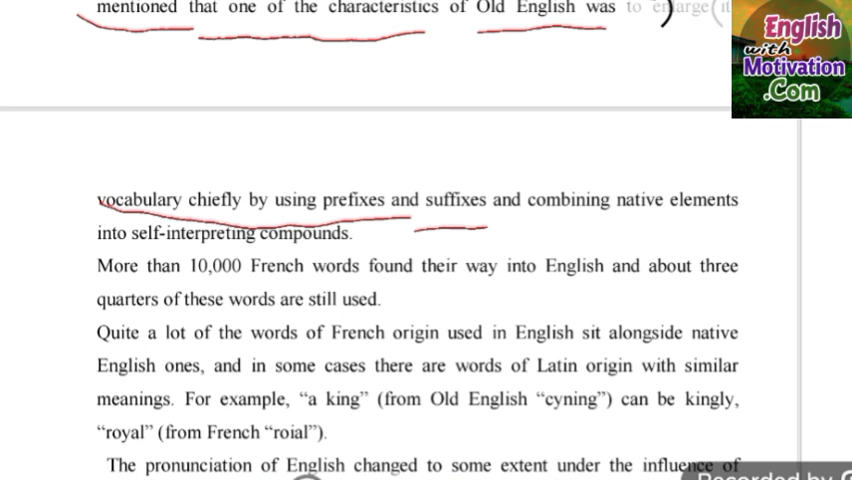 mentioned that one of the characteristics of Old English was to enlarge it
English
with
Motivation
.Com
vocabulary chiefly by using prefixes and suffixes and combining native elements
into self-interpreting compounds.
More than 10,000 French words found their way into English and about three
quarters of these words are still used.
Quite a lot of the words of French origin used in English sit alongside native
English ones, and in some cases there are words of Latin origin with similar
meanings. For example, “a king” (from Old English “cyning”) can be kingly,
“royal” (from French “roial”).
The pronunciation of English changed to some extent under the influence of
Recorded by